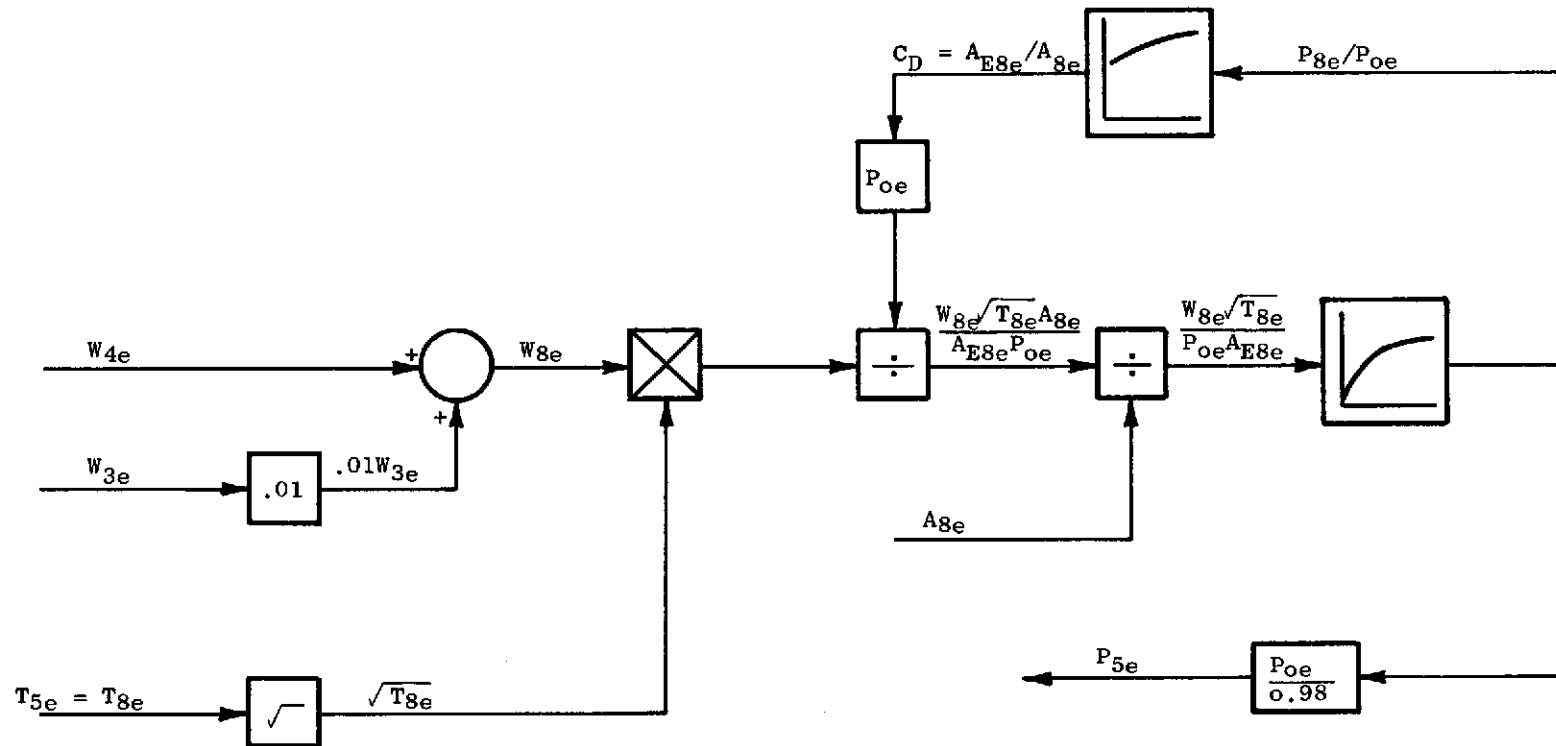 C_D = A_E8e/A_8e
P_8e/P_oe
P_oe
W_8e√T_8e A_8e
A_E8e P_oe
W_8e√T_8e
P_oe A_E8e
W_4e
+
W_8e
÷
÷
+
W_3e
.01
.01W_3e
A_8e
P_5e
P_oe
o.98
T_5e = T_8e
√
√T_8e